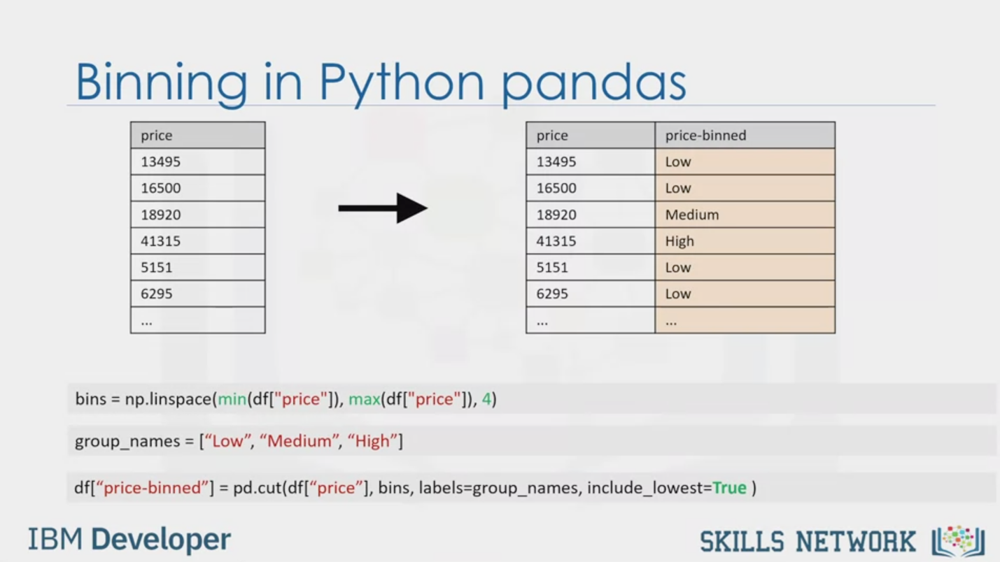 Binning in Python pandas
price
13495
16500
18920
41315
5151
6295
...
price price-binned
13495 Low
16500 Low
18920 Medium
41315 High
5151 Low
6295 Low
... ...
bins = np.linspace(min(df["price"]), max(df["price"]), 4)
group_names = [“Low”, “Medium”, “High”]
df[“price-binned”] = pd.cut(df[“price”], bins, labels=group_names, include_lowest=True )
IBM Developer
SKILLS NETWORK